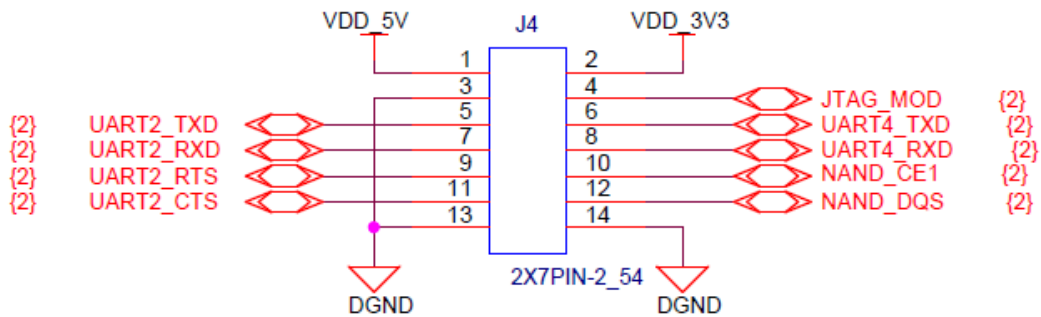 VDD_5V J4 VDD_3V3
1 2
3 4 JTAG_MOD {2}
{2} UART2_TXD 5 6 UART4_TXD {2}
{2} UART2_RXD 7 8 UART4_RXD {2}
{2} UART2_RTS 9 10 NAND_CE1 {2}
{2} UART2_CTS 11 12 NAND_DQS {2}
13 14
2X7PIN-2_54
DGND DGND